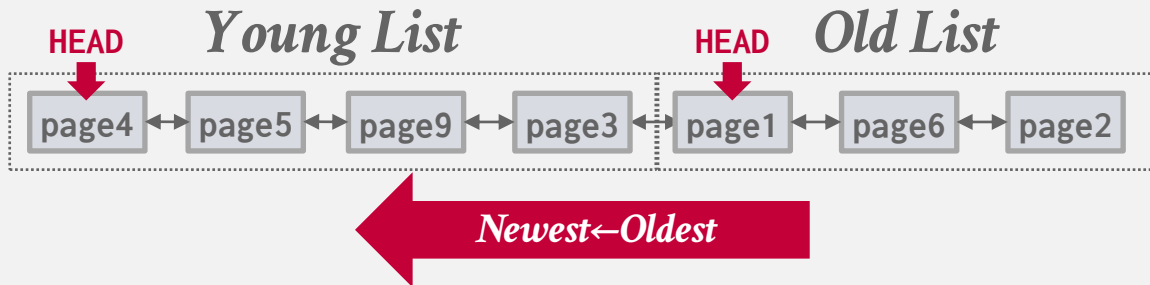 Young List
Old List
HEAD
HEAD
page4
page5
page9
page3
page1
page6
page2
Newest←Oldest